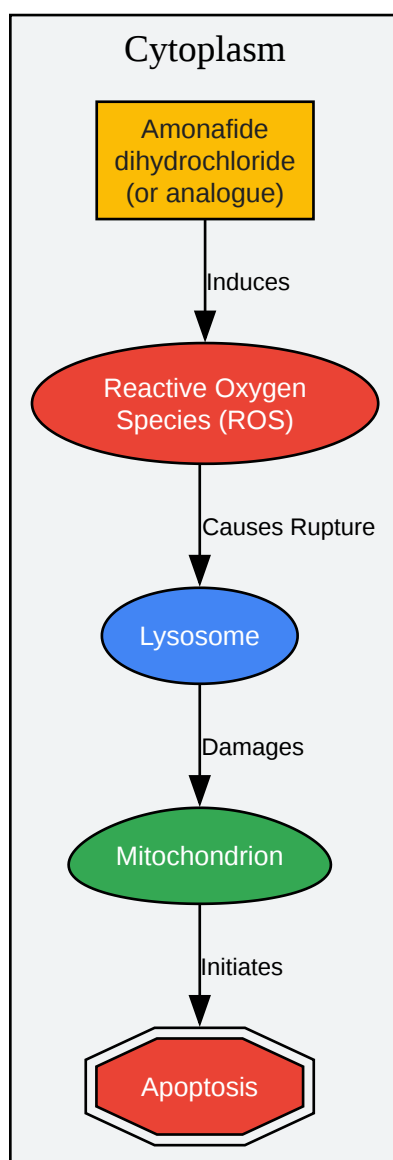 Cytoplasm
Amonafide
dihydrochloride
(or analogue)
Induces
Reactive Oxygen
Species (ROS)
Causes Rupture
Lysosome
Damages
Mitochondrion
Initiates
Apoptosis